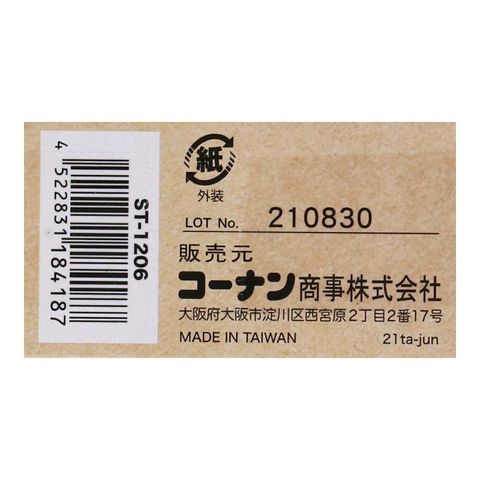 4 522831 184187
ST-1206
紙
外装
LOT No. 210830
販売元
コーナン商事株式会社
大阪府大阪市淀川区西宮原2丁目2番17号
MADE IN TAIWAN 21ta-jun